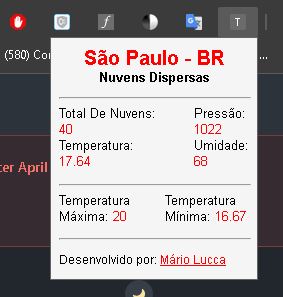 T
(580) Co
...
São Paulo - BR
Nuvens Dispersas
Total De Nuvens: Pressão:
40 1022
Temperatura: Umidade:
17.64 68
cer April
Temperatura Temperatura
Máxima: 20 Mínima: 16.67
Desenvolvido por: Mário Lucca